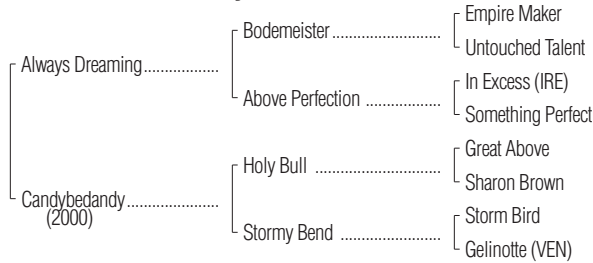 Empire Maker
Bodemeister
Untouched Talent
Always Dreaming
In Excess (IRE)
Above Perfection
Something Perfect
Great Above
Holy Bull
Sharon Brown
Candybedandy
(2000)
Storm Bird
Stormy Bend
Gelinotte (VEN)